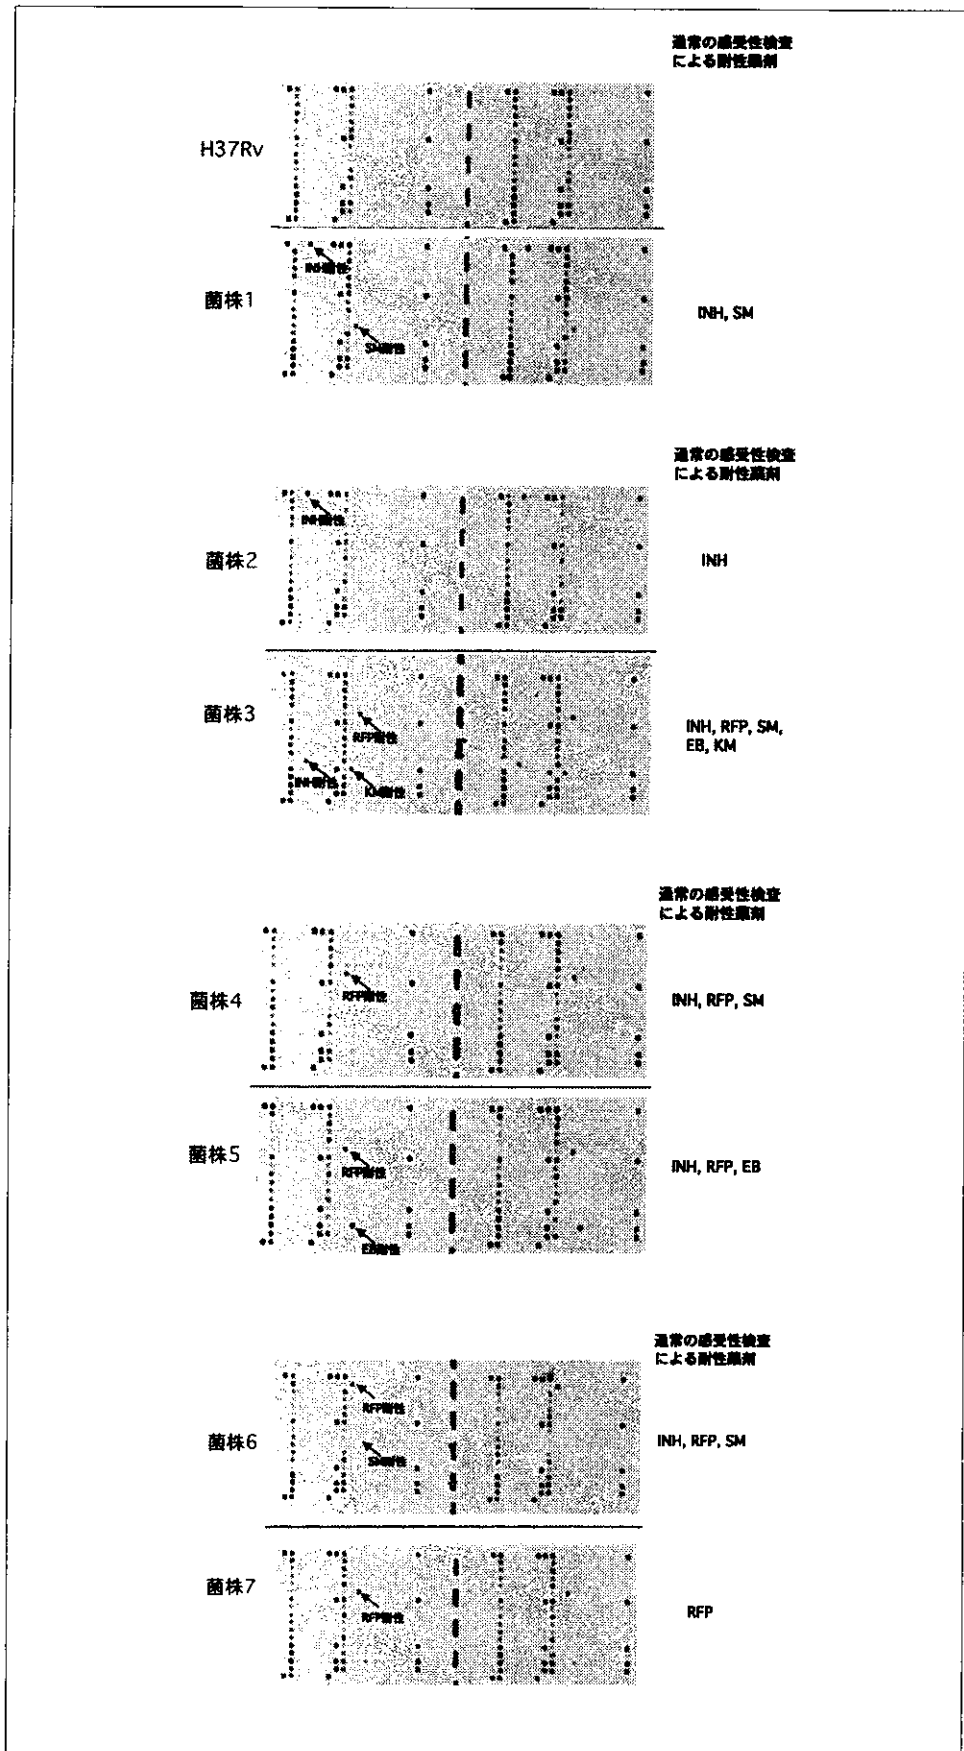 通常の感受性検査
による耐性薬剤
H37Rv
INH耐性
菌株1
INH, SM
SM耐性
通常の感受性検査
による耐性薬剤
INH耐性
菌株2
INH
菌株3
RFP耐性
INH, RFP, SM,
EB, KM
INH耐性
KM耐性
通常の感受性検査
による耐性薬剤
RFP耐性
菌株4
INH, RFP, SM
菌株5
RFP耐性
INH, RFP, EB
EB耐性
通常の感受性検査
による耐性薬剤
RFP耐性
菌株6
INH, RFP, SM
SM耐性
菌株7
RFP耐性
RFP